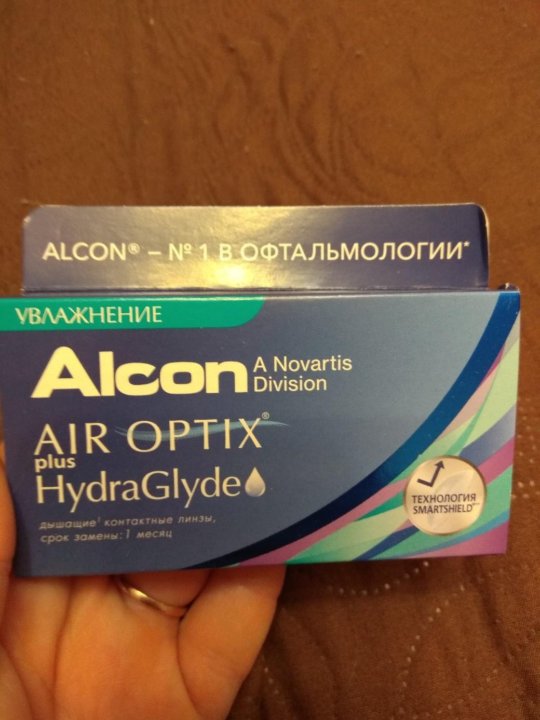 ALCON® – № 1 В ОФТАЛЬМОЛОГИИ*
УВЛАЖНЕНИЕ
Alcon
A Novartis
Division
AIR OPTIX®
plus
HydraGlyde
дышащие¹ контактные линзы,
срок замены: 1 месяц
ТЕХНОЛОГИЯ
SMARTSHIELD